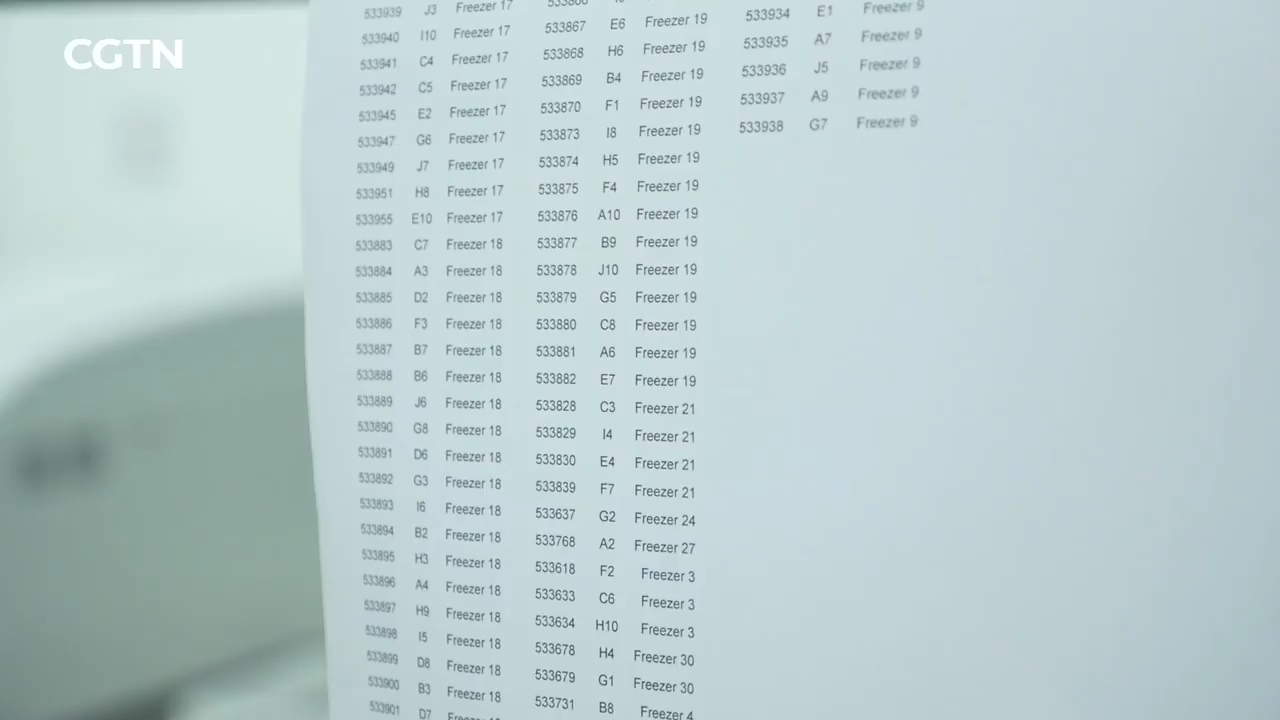 CGTN
533939 J3 Freezer 17
533940 I10 Freezer 17
533941 C4 Freezer 17
533942 C5 Freezer 17
533945 E2 Freezer 17
533947 G6 Freezer 17
533949 J7 Freezer 17
533951 H8 Freezer 17
533955 E10 Freezer 17
533883 C7 Freezer 18
533884 A3 Freezer 18
533885 D2 Freezer 18
533886 F3 Freezer 18
533887 B7 Freezer 18
533888 B6 Freezer 18
533889 J6 Freezer 18
533890 G8 Freezer 18
533891 D6 Freezer 18
533892 G3 Freezer 18
533893 I6 Freezer 18
533894 B2 Freezer 18
533895 H3 Freezer 18
533896 A4 Freezer 18
533897 H9 Freezer 18
533898 I5 Freezer 18
533899 D8 Freezer 18
533900 B3 Freezer 18
533901 D7
533867 E6 Freezer 19
533868 H6 Freezer 19
533869 B4 Freezer 19
533870 F1 Freezer 19
533873 I8 Freezer 19
533874 H5 Freezer 19
533875 F4 Freezer 19
533876 A10 Freezer 19
533877 B9 Freezer 19
533878 J10 Freezer 19
533879 G5 Freezer 19
533880 C8 Freezer 19
533881 A6 Freezer 19
533882 E7 Freezer 19
533828 C3 Freezer 21
533829 I4 Freezer 21
533830 E4 Freezer 21
533839 F7 Freezer 21
533637 G2 Freezer 24
533768 A2 Freezer 27
533618 F2 Freezer 3
533633 C6 Freezer 3
533634 H10 Freezer 3
533678 H4 Freezer 30
533679 G1 Freezer 30
533731 B8 Freezer 4
533934 E1 Freezer 9
533935 A7 Freezer 9
533936 J5 Freezer 9
533937 A9 Freezer 9
533938 G7 Freezer 9